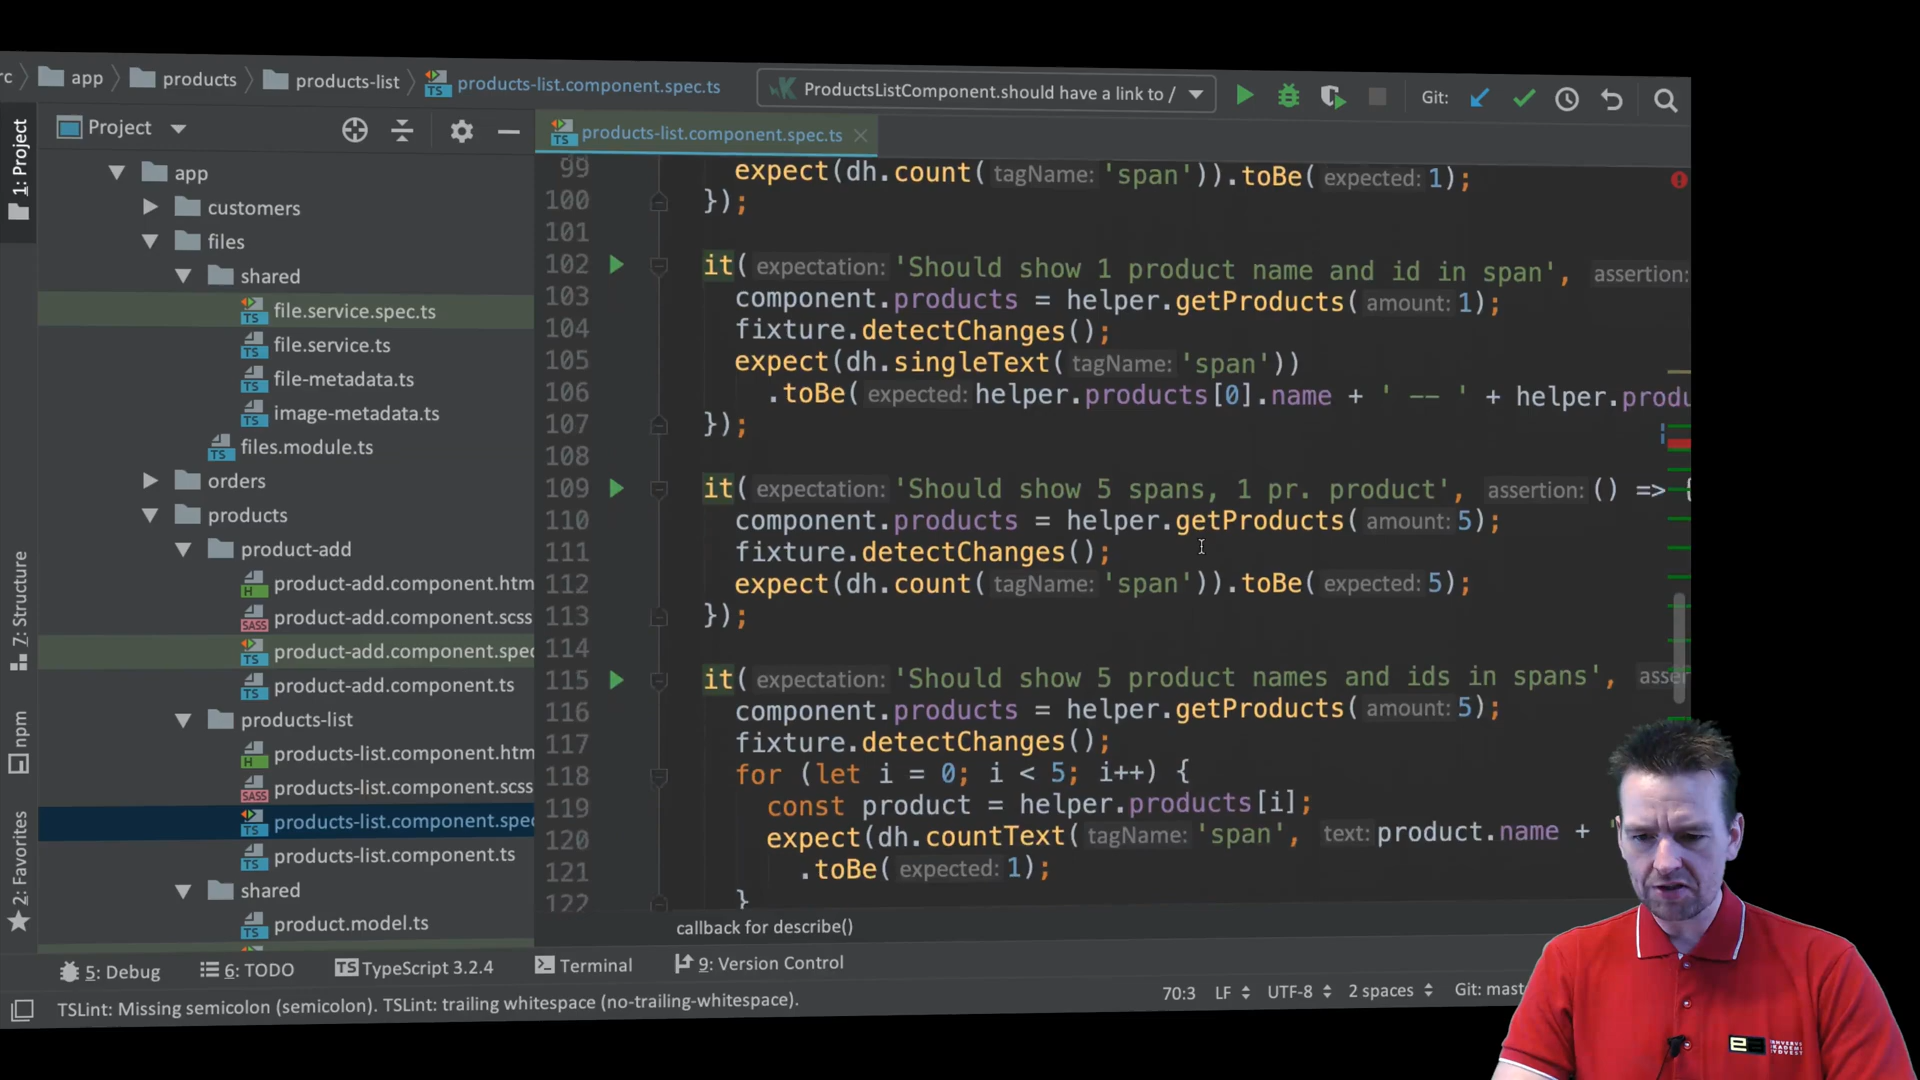 rc app products products-list products-list.component.spec.ts ProductsListComponent.should have a link to / Git:
1: Project
Project
products-list.component.spec.ts
app
customers
files
shared
file.service.spec.ts
file.service.ts
file-metadata.ts
image-metadata.ts
files.module.ts
orders
products
product-add
product-add.component.htm
product-add.component.scss
product-add.component.spec
product-add.component.ts
products-list
products-list.component.htm
products-list.component.scss
products-list.component.spec
products-list.component.ts
shared
product.model.ts
7: Structure
npm
2: Favorites
99 expect(dh.count( tagName: 'span')).toBe( expected: 1);
100 });
101
102 it( expectation: 'Should show 1 product name and id in span', assertion:
103 component.products = helper.getProducts( amount: 1);
104 fixture.detectChanges();
105 expect(dh.singleText( tagName: 'span'))
106 .toBe( expected: helper.products[0].name + ' -- ' + helper.produ
107 });
108
109 it( expectation: 'Should show 5 spans, 1 pr. product', assertion: () => {
110 component.products = helper.getProducts( amount: 5);
111 fixture.detectChanges();
112 expect(dh.count( tagName: 'span')).toBe( expected: 5);
113 });
114
115 it( expectation: 'Should show 5 product names and ids in spans', asser
116 component.products = helper.getProducts( amount: 5);
117 fixture.detectChanges();
118 for (let i = 0; i < 5; i++) {
119 const product = helper.products[i];
120 expect(dh.countText( tagName: 'span', text: product.name + '
121 .toBe( expected: 1);
122 }
callback for describe()
5: Debug 6: TODO TypeScript 3.2.4 Terminal 9: Version Control
TSLint: Missing semicolon (semicolon). TSLint: trailing whitespace (no-trailing-whitespace). 70:3 LF UTF-8 2 spaces Git: mast